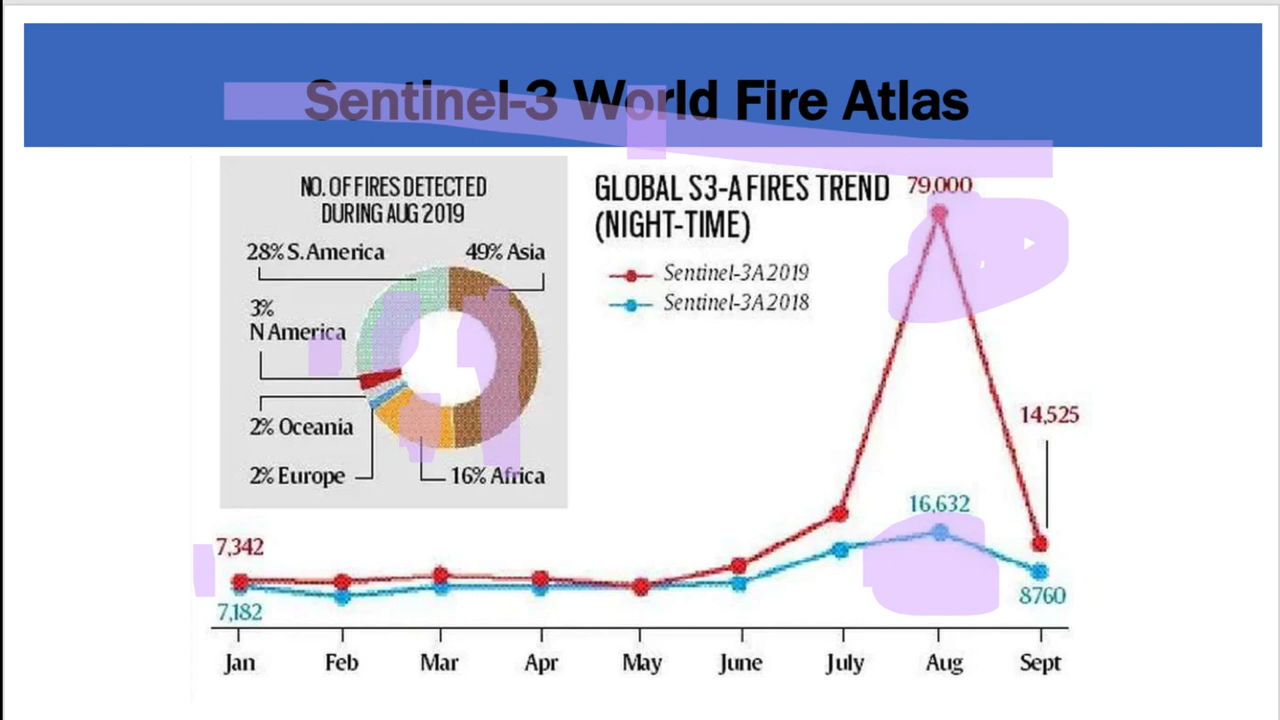 Sentinel-3 World Fire Atlas
NO. OF FIRES DETECTED
DURING AUG 2019
28% S. America
49% Asia
3%
N America
2% Oceania
2% Europe
16% Africa
GLOBAL S3-A FIRES TREND
(NIGHT-TIME)
Sentinel-3A 2019
Sentinel-3A 2018
79,000
14,525
16,632
7,342
7,182
8760
Jan Feb Mar Apr May June July Aug Sept